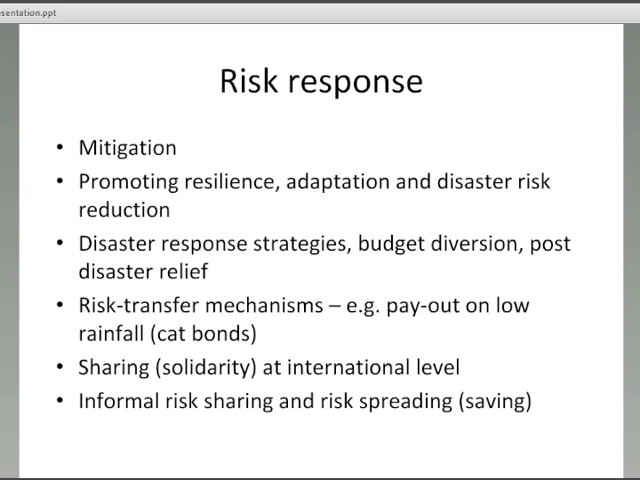 esentation.ppt
Risk response
• Mitigation
• Promoting resilience, adaptation and disaster risk
reduction
• Disaster response strategies, budget diversion, post
disaster relief
• Risk-transfer mechanisms – e.g. pay-out on low
rainfall (cat bonds)
• Sharing (solidarity) at international level
• Informal risk sharing and risk spreading (saving)